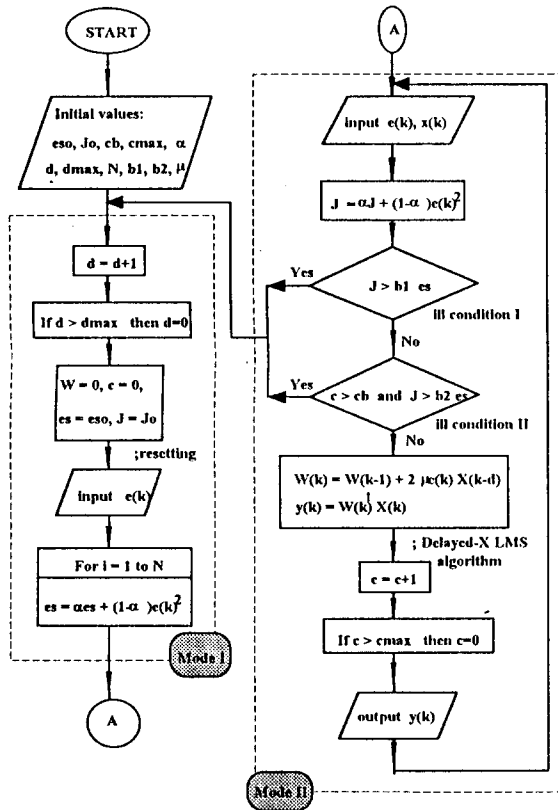 START
Initial values:
eso, Jo, cb, cmax, α
d, dmax, N, b1, b2, μ
d = d+1
If d > dmax then d=0
W = 0, c = 0,
es = eso, J = Jo
;resetting
input e(k)
For i = 1 to N
es = αes + (1-α )e(k)²
Mode I
A
A
input e(k), x(k)
J = αJ + (1-α )e(k)²
J > b1 es
Yes
ill condition I
No
c > cb and J > b2 es
Yes
ill condition II
No
W(k) = W(k-1) + 2 μe(k) X(k-d)
y(k) = W(k)ᵗ X(k)
; Delayed-X LMS
algorithm
c = c+1
If c > cmax then c=0
output y(k)
Mode II